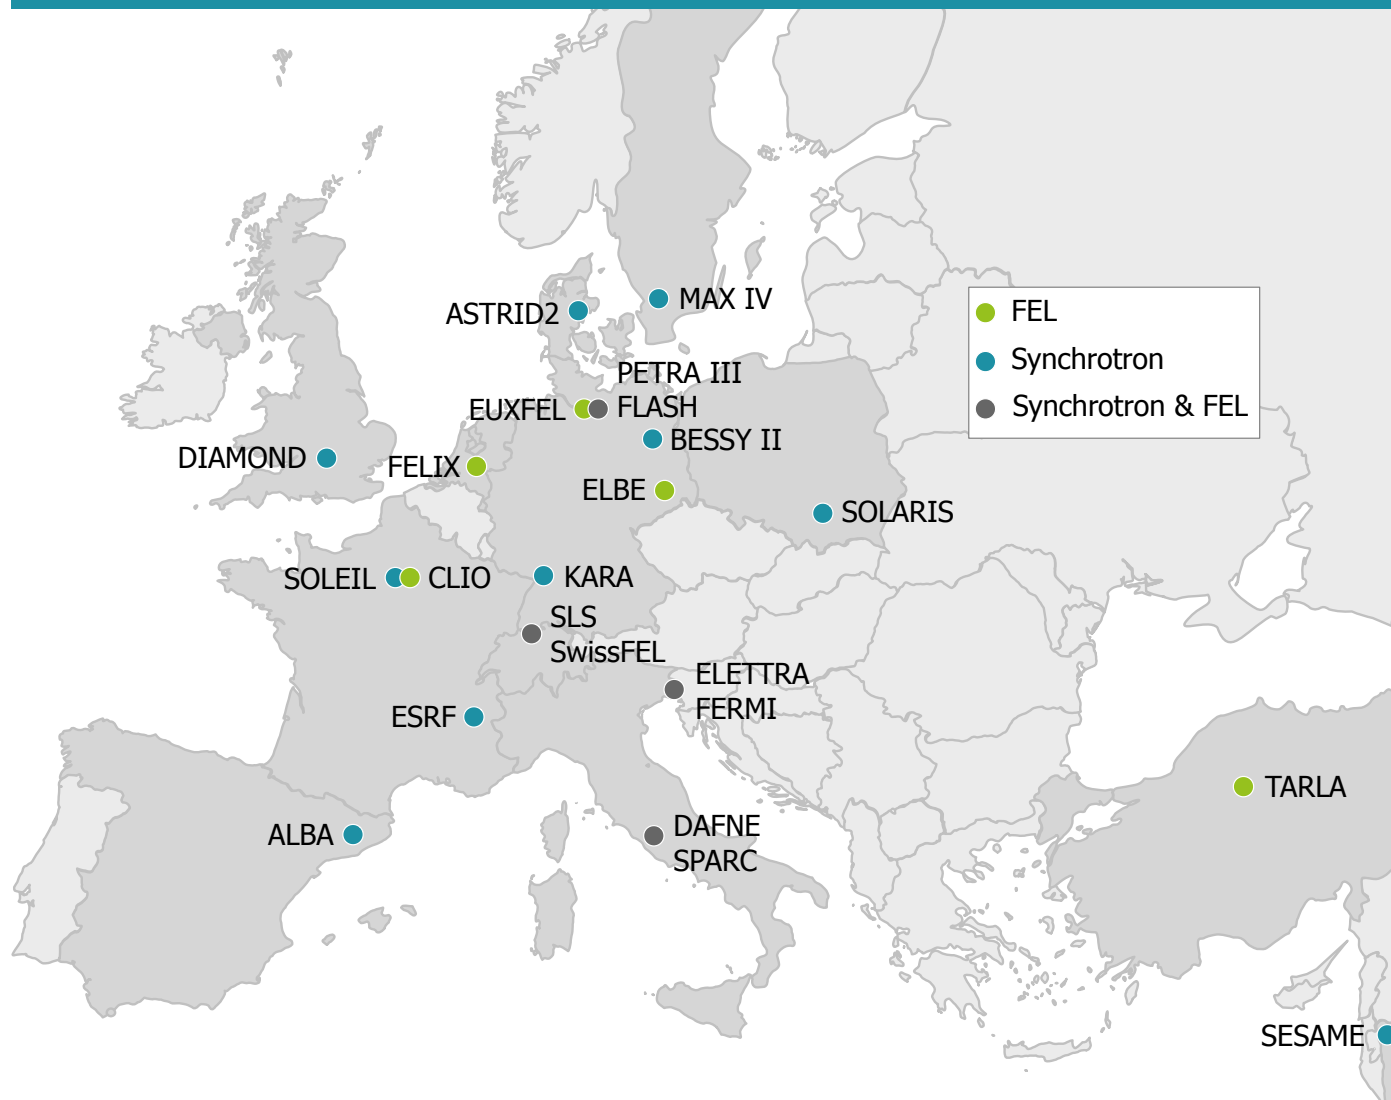 MAX IV
ASTRID2
FEL
Synchrotron
Synchrotron & FEL
PETRA III
EUXFEL
FLASH
BESSY II
DIAMOND
FELIX
ELBE
SOLARIS
SOLEIL
CLIO
KARA
SLS
SwissFEL
ELETTRA
FERMI
ESRF
TARLA
ALBA
DAFNE
SPARC
SESAME